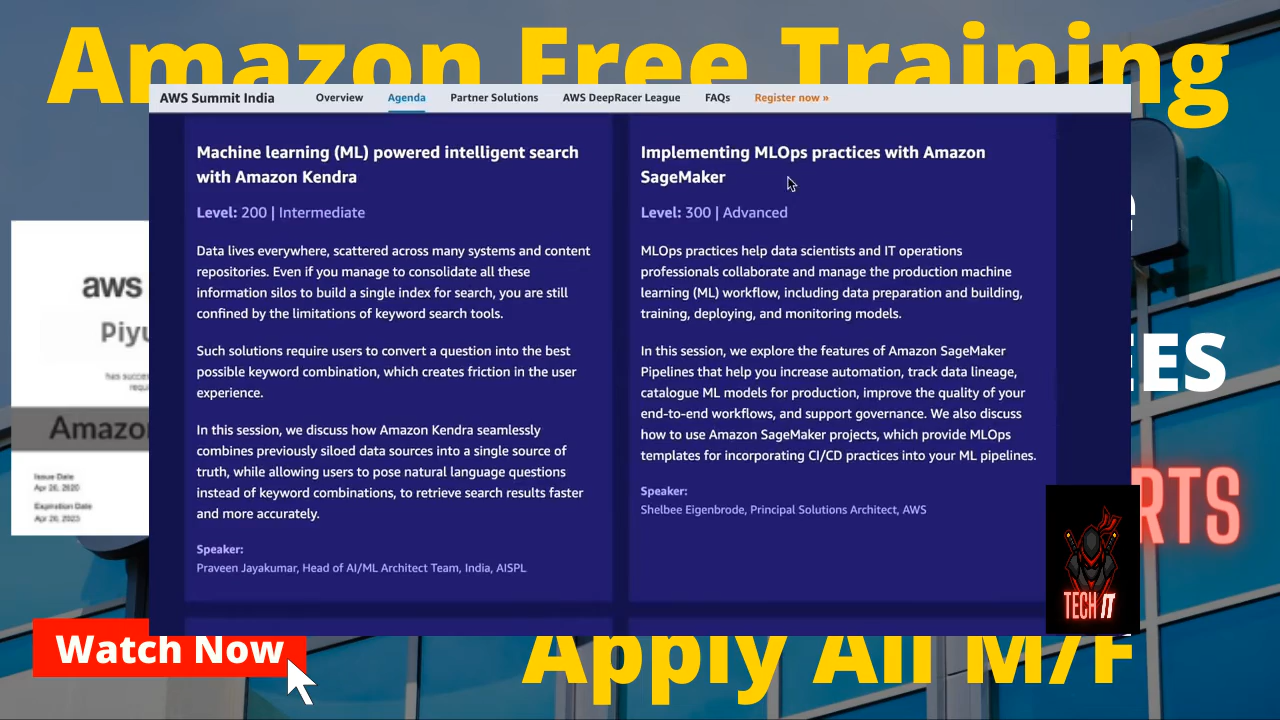 Amazon Free Training
AWS Summit India
Overview
Agenda
Partner Solutions
AWS DeepRacer League
FAQs
Register now »
Machine learning (ML) powered intelligent search
with Amazon Kendra
Level: 200 | Intermediate
Data lives everywhere, scattered across many systems and content
repositories. Even if you manage to consolidate all these
information silos to build a single index for search, you are still
confined by the limitations of keyword search tools.
Such solutions require users to convert a question into the best
possible keyword combination, which creates friction in the user
experience.
In this session, we discuss how Amazon Kendra seamlessly
combines previously siloed data sources into a single source of
truth, while allowing users to pose natural language questions
instead of keyword combinations, to retrieve search results faster
and more accurately.
Speaker:
Praveen Jayakumar, Head of AI/ML Architect Team, India, AISPL
Implementing MLOps practices with Amazon
SageMaker
Level: 300 | Advanced
MLOps practices help data scientists and IT operations
professionals collaborate and manage the production machine
learning (ML) workflow, including data preparation and building,
training, deploying, and monitoring models.
In this session, we explore the features of Amazon SageMaker
Pipelines that help you increase automation, track data lineage,
catalogue ML models for production, improve the quality of your
end-to-end workflows, and support governance. We also discuss
how to use Amazon SageMaker projects, which provide MLOps
templates for incorporating CI/CD practices into your ML pipelines.
Speaker:
Shelbee Eigenbrode, Principal Solutions Architect, AWS
aws
Piyu
has succes
requi
Amazo
Issue Date
Apr 26, 2020
Expiration Date
Apr 26, 2023
EES
RTS
TECH IT
Watch Now
Apply All M/F